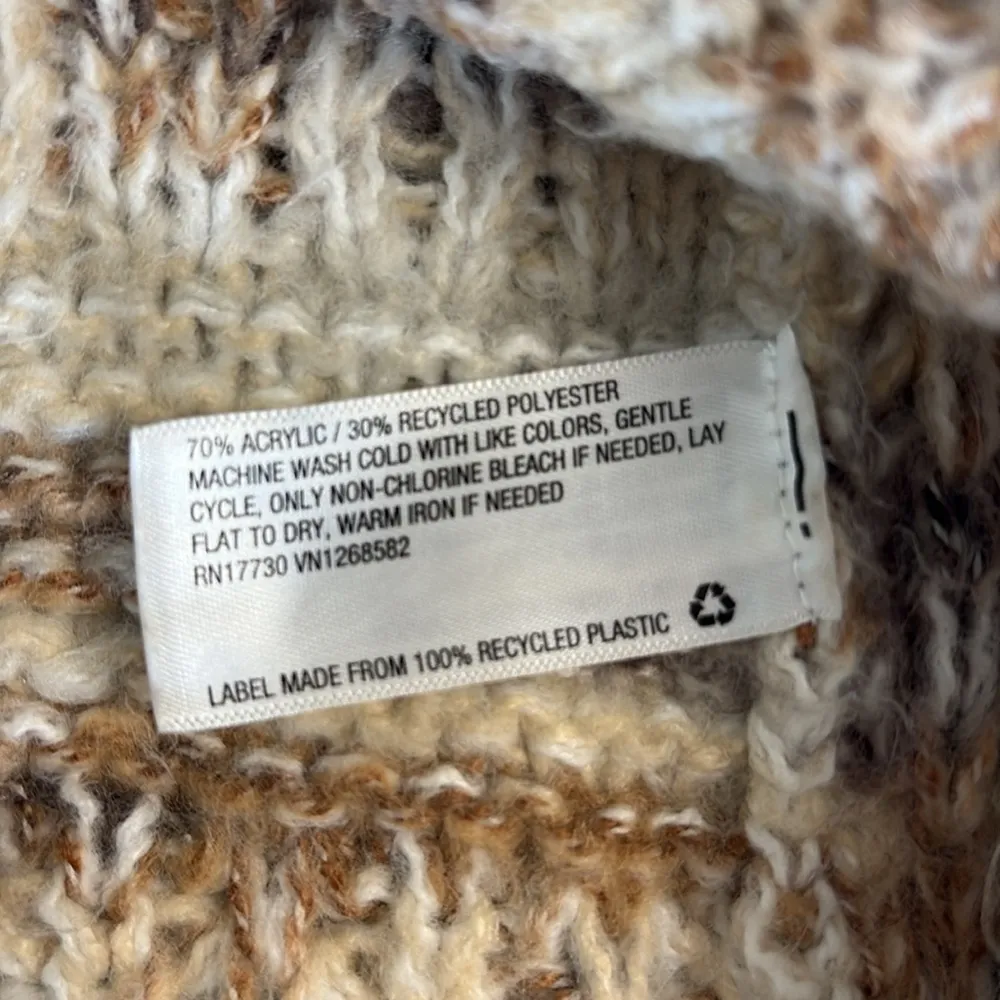 70% ACRYLIC / 30% RECYCLED POLYESTER
MACHINE WASH COLD WITH LIKE COLORS, GENTLE
CYCLE, ONLY NON-CHLORINE BLEACH IF NEEDED, LAY
FLAT TO DRY, WARM IRON IF NEEDED
RN17730 VN1268582
LABEL MADE FROM 100% RECYCLED PLASTIC